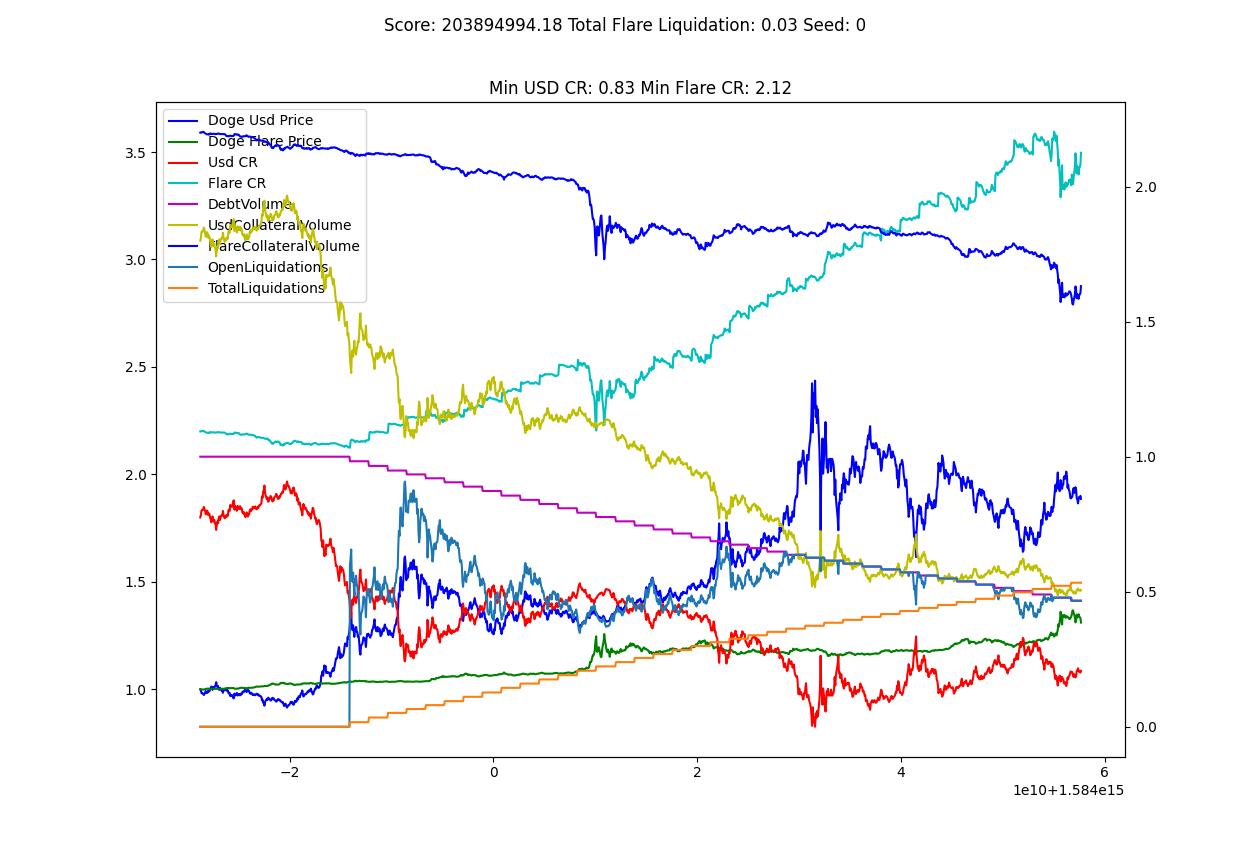 Score: 203894994.18 Total Flare Liquidation: 0.03 Seed: 0
Min USD CR: 0.83 Min Flare CR: 2.12
Doge Usd Price
Doge Flare Price
Usd CR
Flare CR
DebtVolume
UsdCollateralVolume
FlareCollateralVolume
OpenLiquidations
TotalLiquidations
3.5
3.0
2.5
2.0
1.5
1.0
2.0
1.5
1.0
0.5
0.0
−2
0
2
4
6
1e10+1.584e15